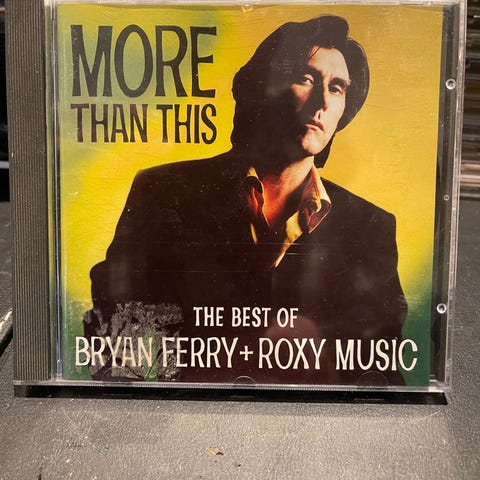 MORE
THAN THIS
THE BEST OF
BRYAN FERRY + ROXY MUSIC